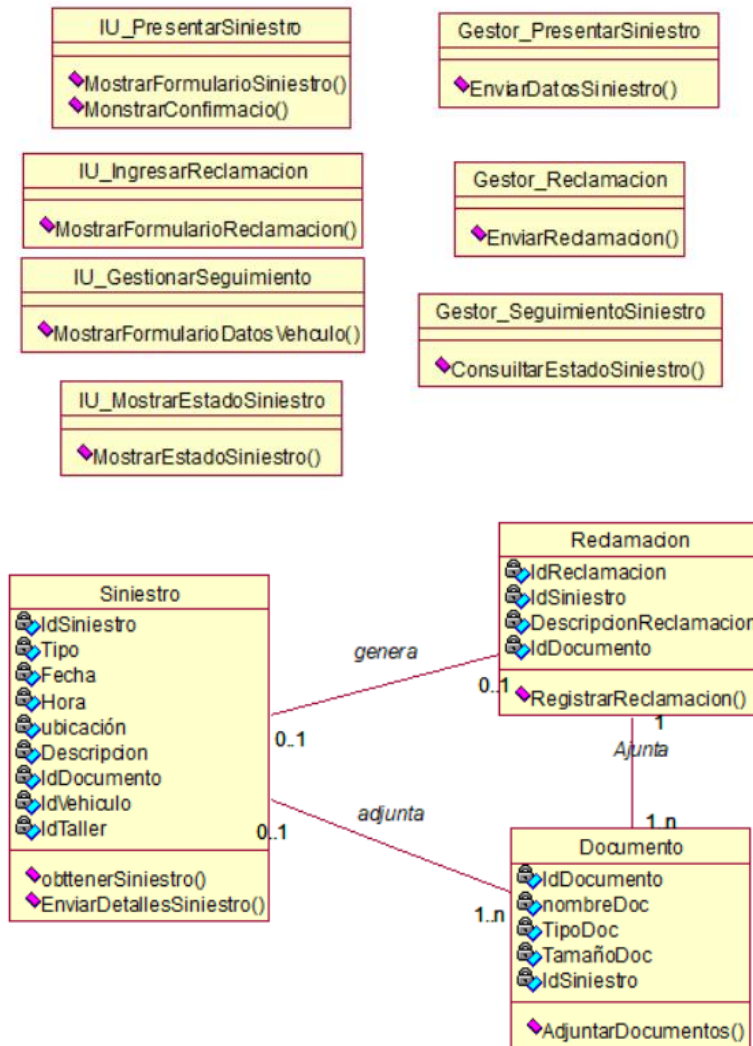 IU_PresentarSiniestro
MostrarFormularioSiniestro()
MonstrarConfirmacio()
Gestor_PresentarSiniestro
EnviarDatosSiniestro()
IU_IngresarReclamacion
MostrarFormularioReclamacion()
Gestor_Reclamacion
EnviarReclamacion()
IU_GestionarSeguimiento
MostrarFormularioDatosVehculo()
Gestor_SeguimientoSiniestro
ConsuiltarEstadoSiniestro()
IU_MostrarEstadoSiniestro
MostrarEstadoSiniestro()
Siniestro
IdSiniestro
Tipo
Fecha
Hora
ubicación
Descripcion
IdDocumento
IdVehiculo
IdTaller
obttenerSiniestro()
EnviarDetallesSiniestro()
genera
0..1
0..1
Reclamacion
IdReclamacion
IdSiniestro
DescripcionReclamacion
IdDocumento
RegistrarReclamacion()
1
Ajunta
1..n
adjunta
0..1
1..n
Documento
IdDocumento
nombreDoc
TipoDoc
TamañoDoc
IdSiniestro
AdjuntarDocumentos()